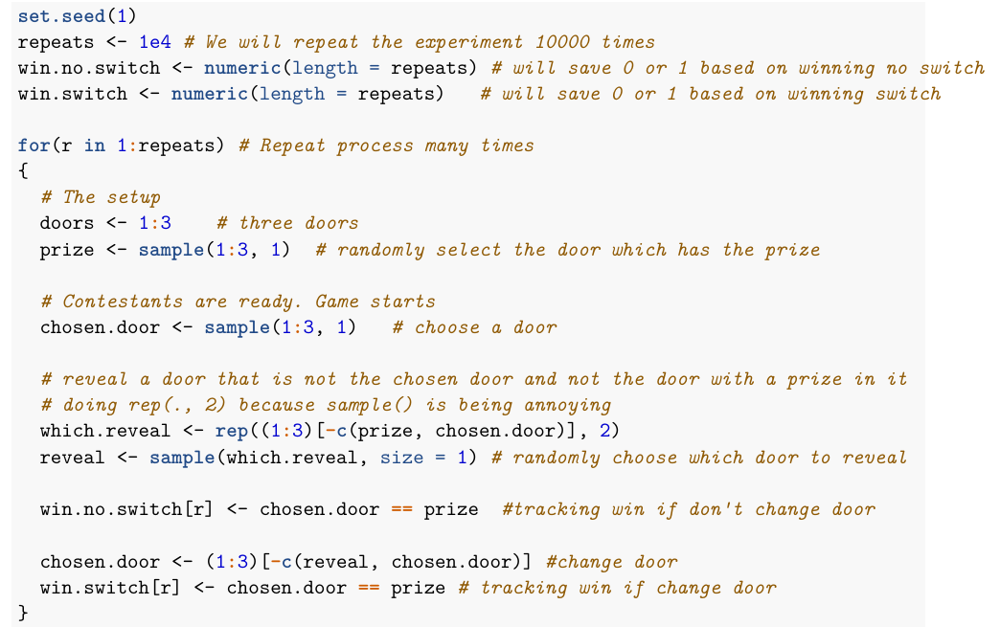 set.seed(1)
repeats <- 1e4 # We will repeat the experiment 10000 times
win.no.switch <- numeric(length = repeats) # will save 0 or 1 based on winning no switch
win.switch <- numeric(length = repeats)   # will save 0 or 1 based on winning switch

for(r in 1:repeats) # Repeat process many times
{
  # The setup
  doors <- 1:3    # three doors
  prize <- sample(1:3, 1)  # randomly select the door which has the prize

  # Contestants are ready. Game starts
  chosen.door <- sample(1:3, 1)   # choose a door

  # reveal a door that is not the chosen door and not the door with a prize in it
  # doing rep(., 2) because sample() is being annoying
  which.reveal <- rep((1:3)[-c(prize, chosen.door)], 2)
  reveal <- sample(which.reveal, size = 1) # randomly choose which door to reveal

  win.no.switch[r] <- chosen.door == prize  #tracking win if don't change door

  chosen.door <- (1:3)[-c(reveal, chosen.door)] #change door
  win.switch[r] <- chosen.door == prize # tracking win if change door
}